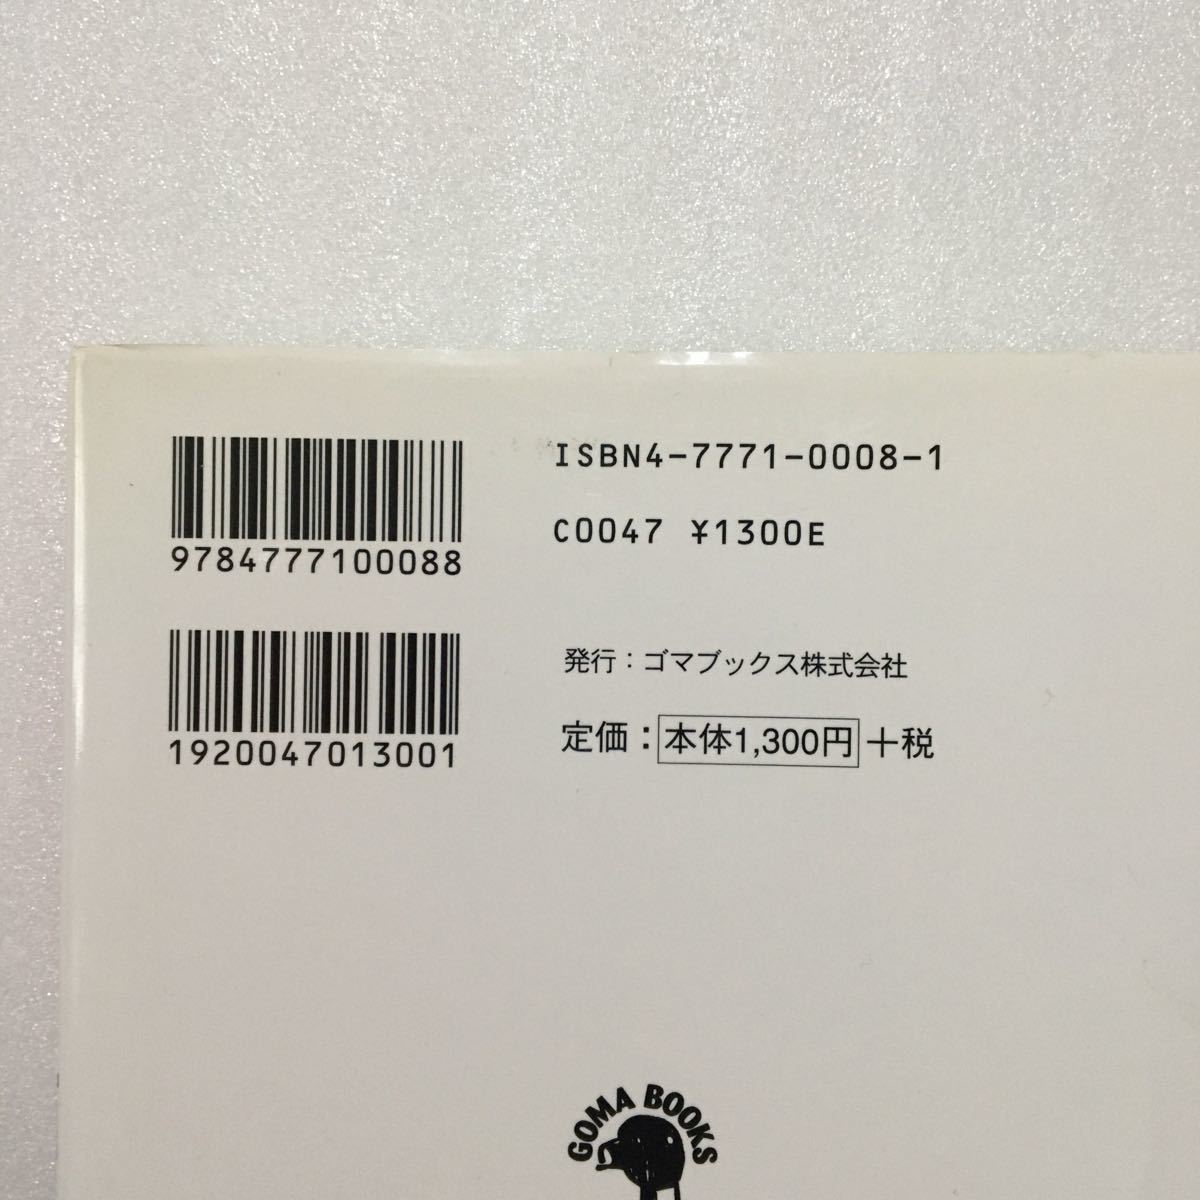 9784777100088
ISBN4-7771-0008-1
C0047 ¥1300E
1920047013001
発行：ゴマブックス株式会社
定価：本体1,300円+税
GOMA BOOKS